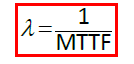 λ = 1/MTTF